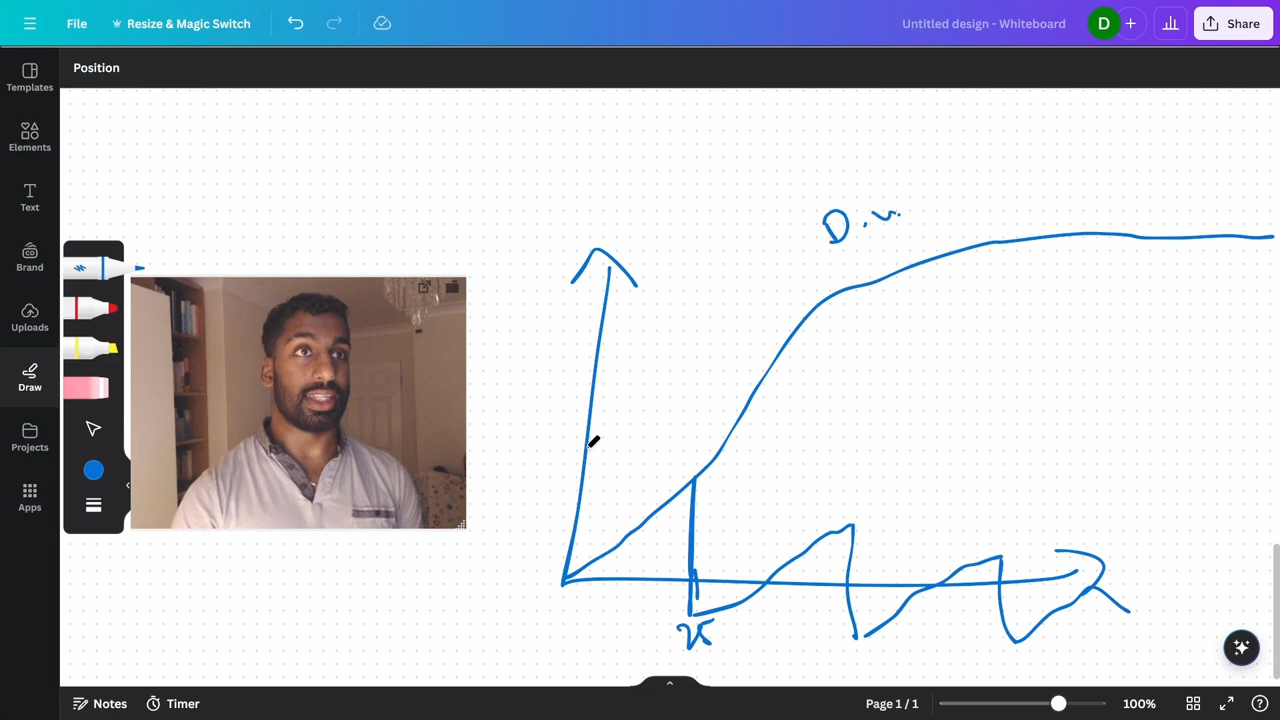 File
Resize & Magic Switch
Untitled design - Whiteboard
D
+
Share
Position
Templates
Elements
T
Text
Brand
Uploads
Draw
Projects
Apps
D.v.
25
Notes
Timer
Page 1 / 1
100%
?